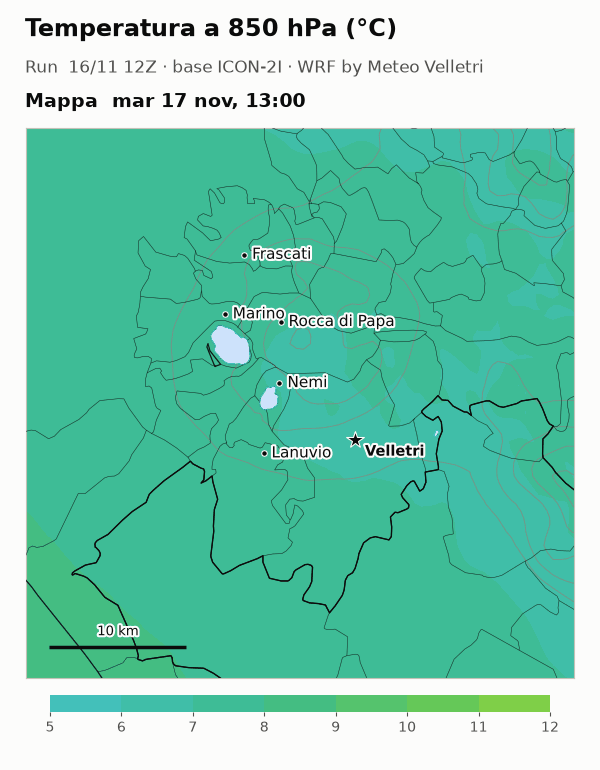 Temperatura a 850 hPa (°C)
Run  16/11 12Z · base ICON-2I · WRF by Meteo Velletri
Mappa  mar 17 nov, 13:00
Frascati
Marino
Rocca di Papa
Nemi
Velletri
Lanuvio
10 km
5 6 7 8 9 10 11 12